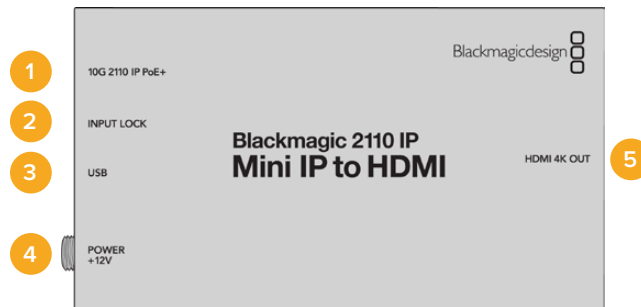 Blackmagicdesign
1
10G 2110 IP PoE+
2
INPUT LOCK
Blackmagic 2110 IP
Mini IP to HDMI
HDMI 4K OUT
5
3
USB
4
POWER
+12V